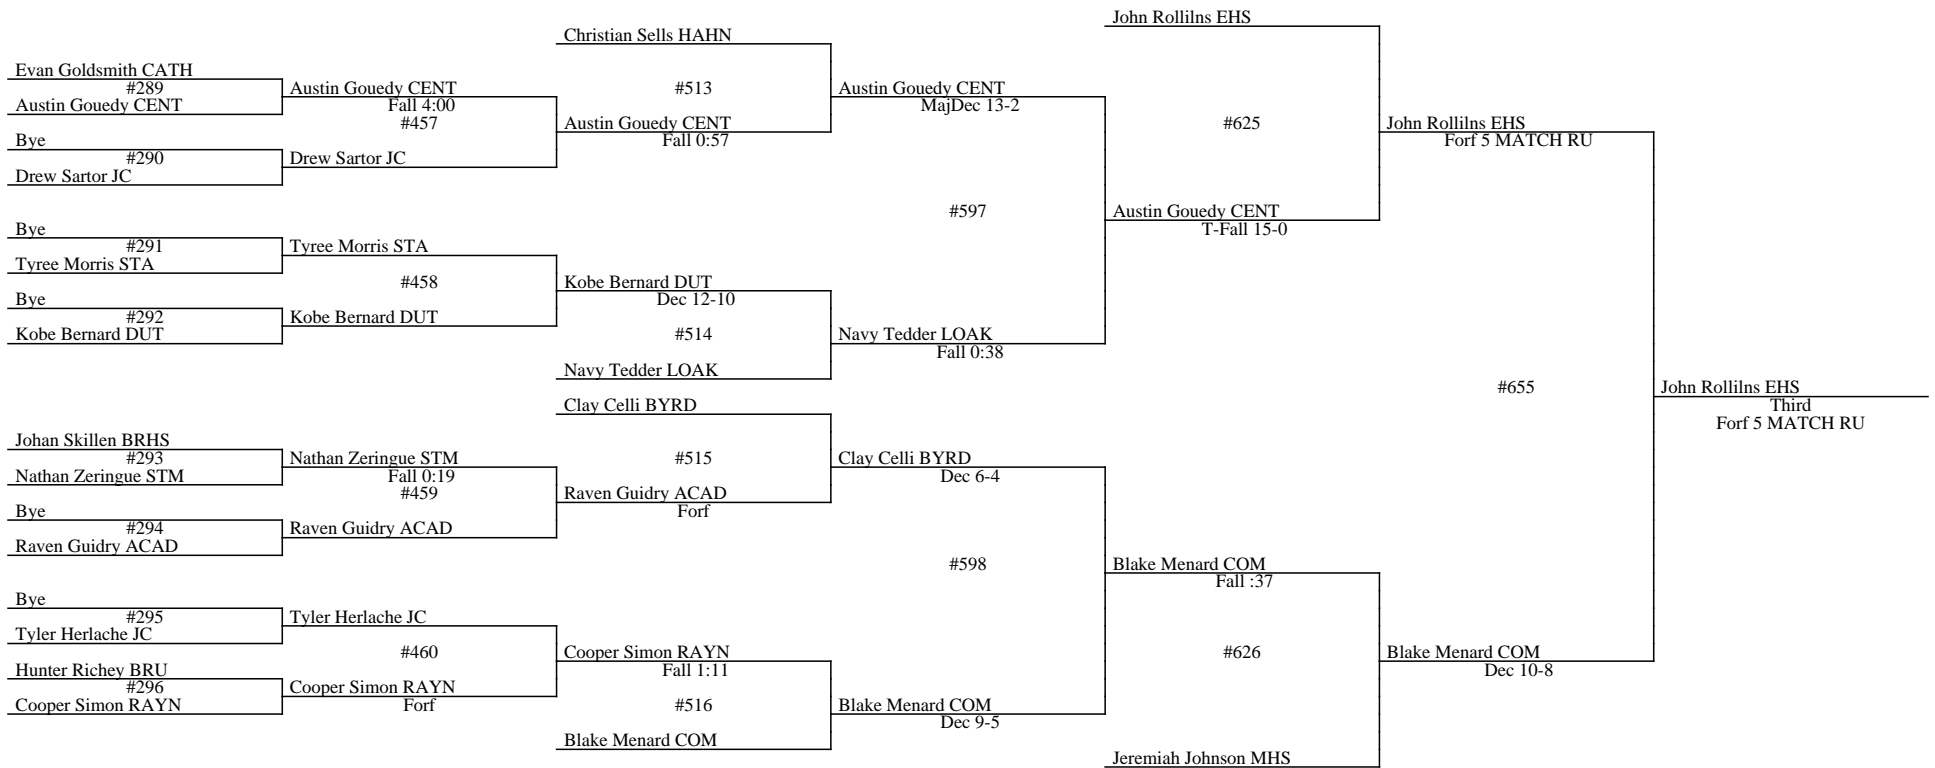 John Rollilns EHS
Christian Sells HAHN
Evan Goldsmith CATH
#289
Austin Gouedy CENT
Austin Gouedy CENT
Fall 4:00
#457
#513
Austin Gouedy CENT
MajDec 13-2
Austin Gouedy CENT
Fall 0:57
#625
John Rollilns EHS
Forf 5 MATCH RU
Bye
#290
Drew Sartor JC
Drew Sartor JC
#597
Austin Gouedy CENT
T-Fall 15-0
Bye
#291
Tyree Morris STA
Tyree Morris STA
#458
Kobe Bernard DUT
Dec 12-10
Bye
#292
Kobe Bernard DUT
Kobe Bernard DUT
#514
Navy Tedder LOAK
Fall 0:38
Navy Tedder LOAK
#655
John Rollilns EHS
Third
Forf 5 MATCH RU
Clay Celli BYRD
Johan Skillen BRHS
#293
Nathan Zeringue STM
Nathan Zeringue STM
Fall 0:19
#459
#515
Clay Celli BYRD
Dec 6-4
Raven Guidry ACAD
Forf
Bye
#294
Raven Guidry ACAD
Raven Guidry ACAD
#598
Blake Menard COM
Fall :37
Bye
#295
Tyler Herlache JC
Tyler Herlache JC
#460
Cooper Simon RAYN
Fall 1:11
#626
Blake Menard COM
Dec 10-8
Hunter Richey BRU
#296
Cooper Simon RAYN
Cooper Simon RAYN
Forf
#516
Blake Menard COM
Dec 9-5
Blake Menard COM
Jeremiah Johnson MHS